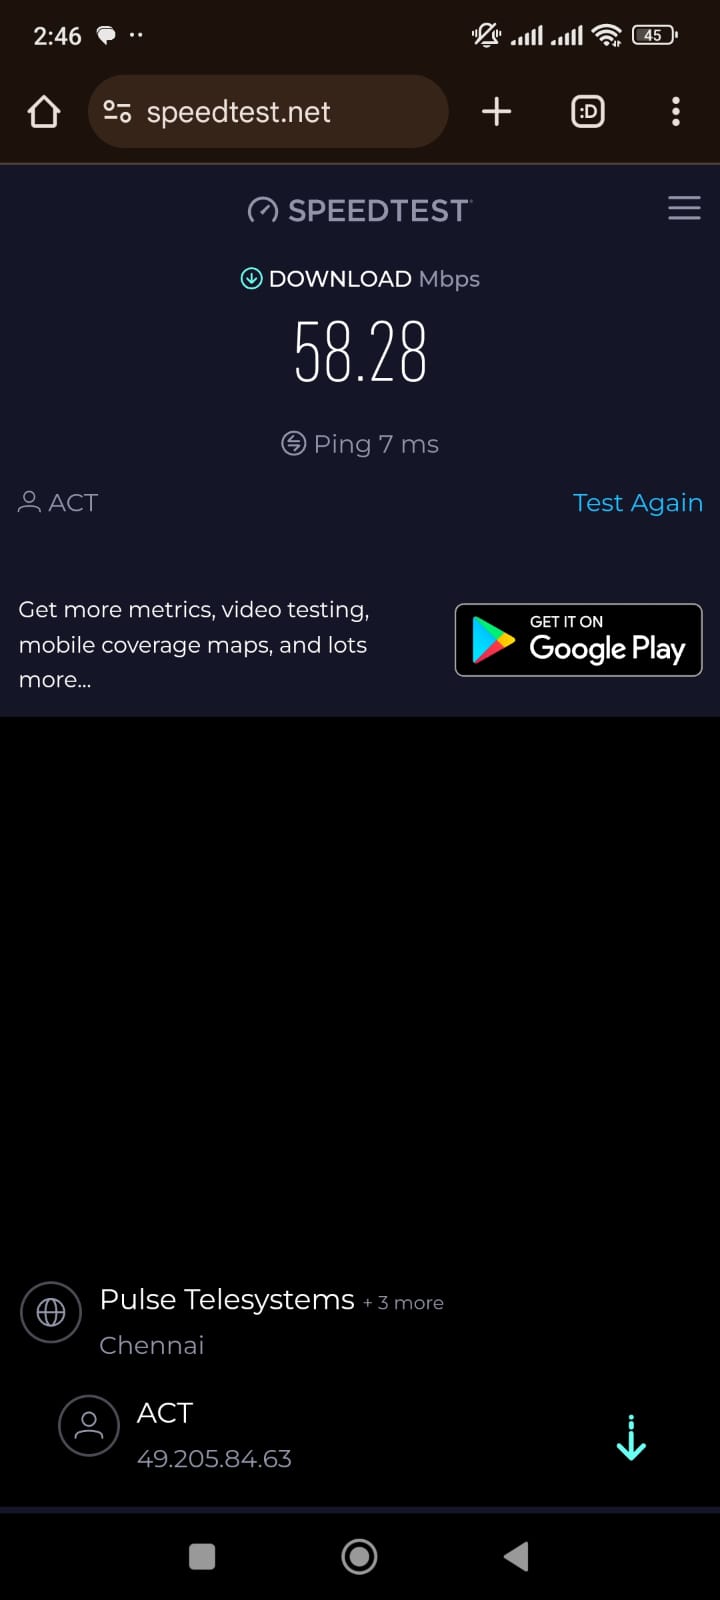 2:46
45
speedtest.net
:D
SPEEDTEST
DOWNLOAD Mbps
58.28
Ping 7 ms
ACT
Test Again
Get more metrics, video testing,
mobile coverage maps, and lots
more...
GET IT ON
Google Play
Pulse Telesystems + 3 more
Chennai
ACT
49.205.84.63